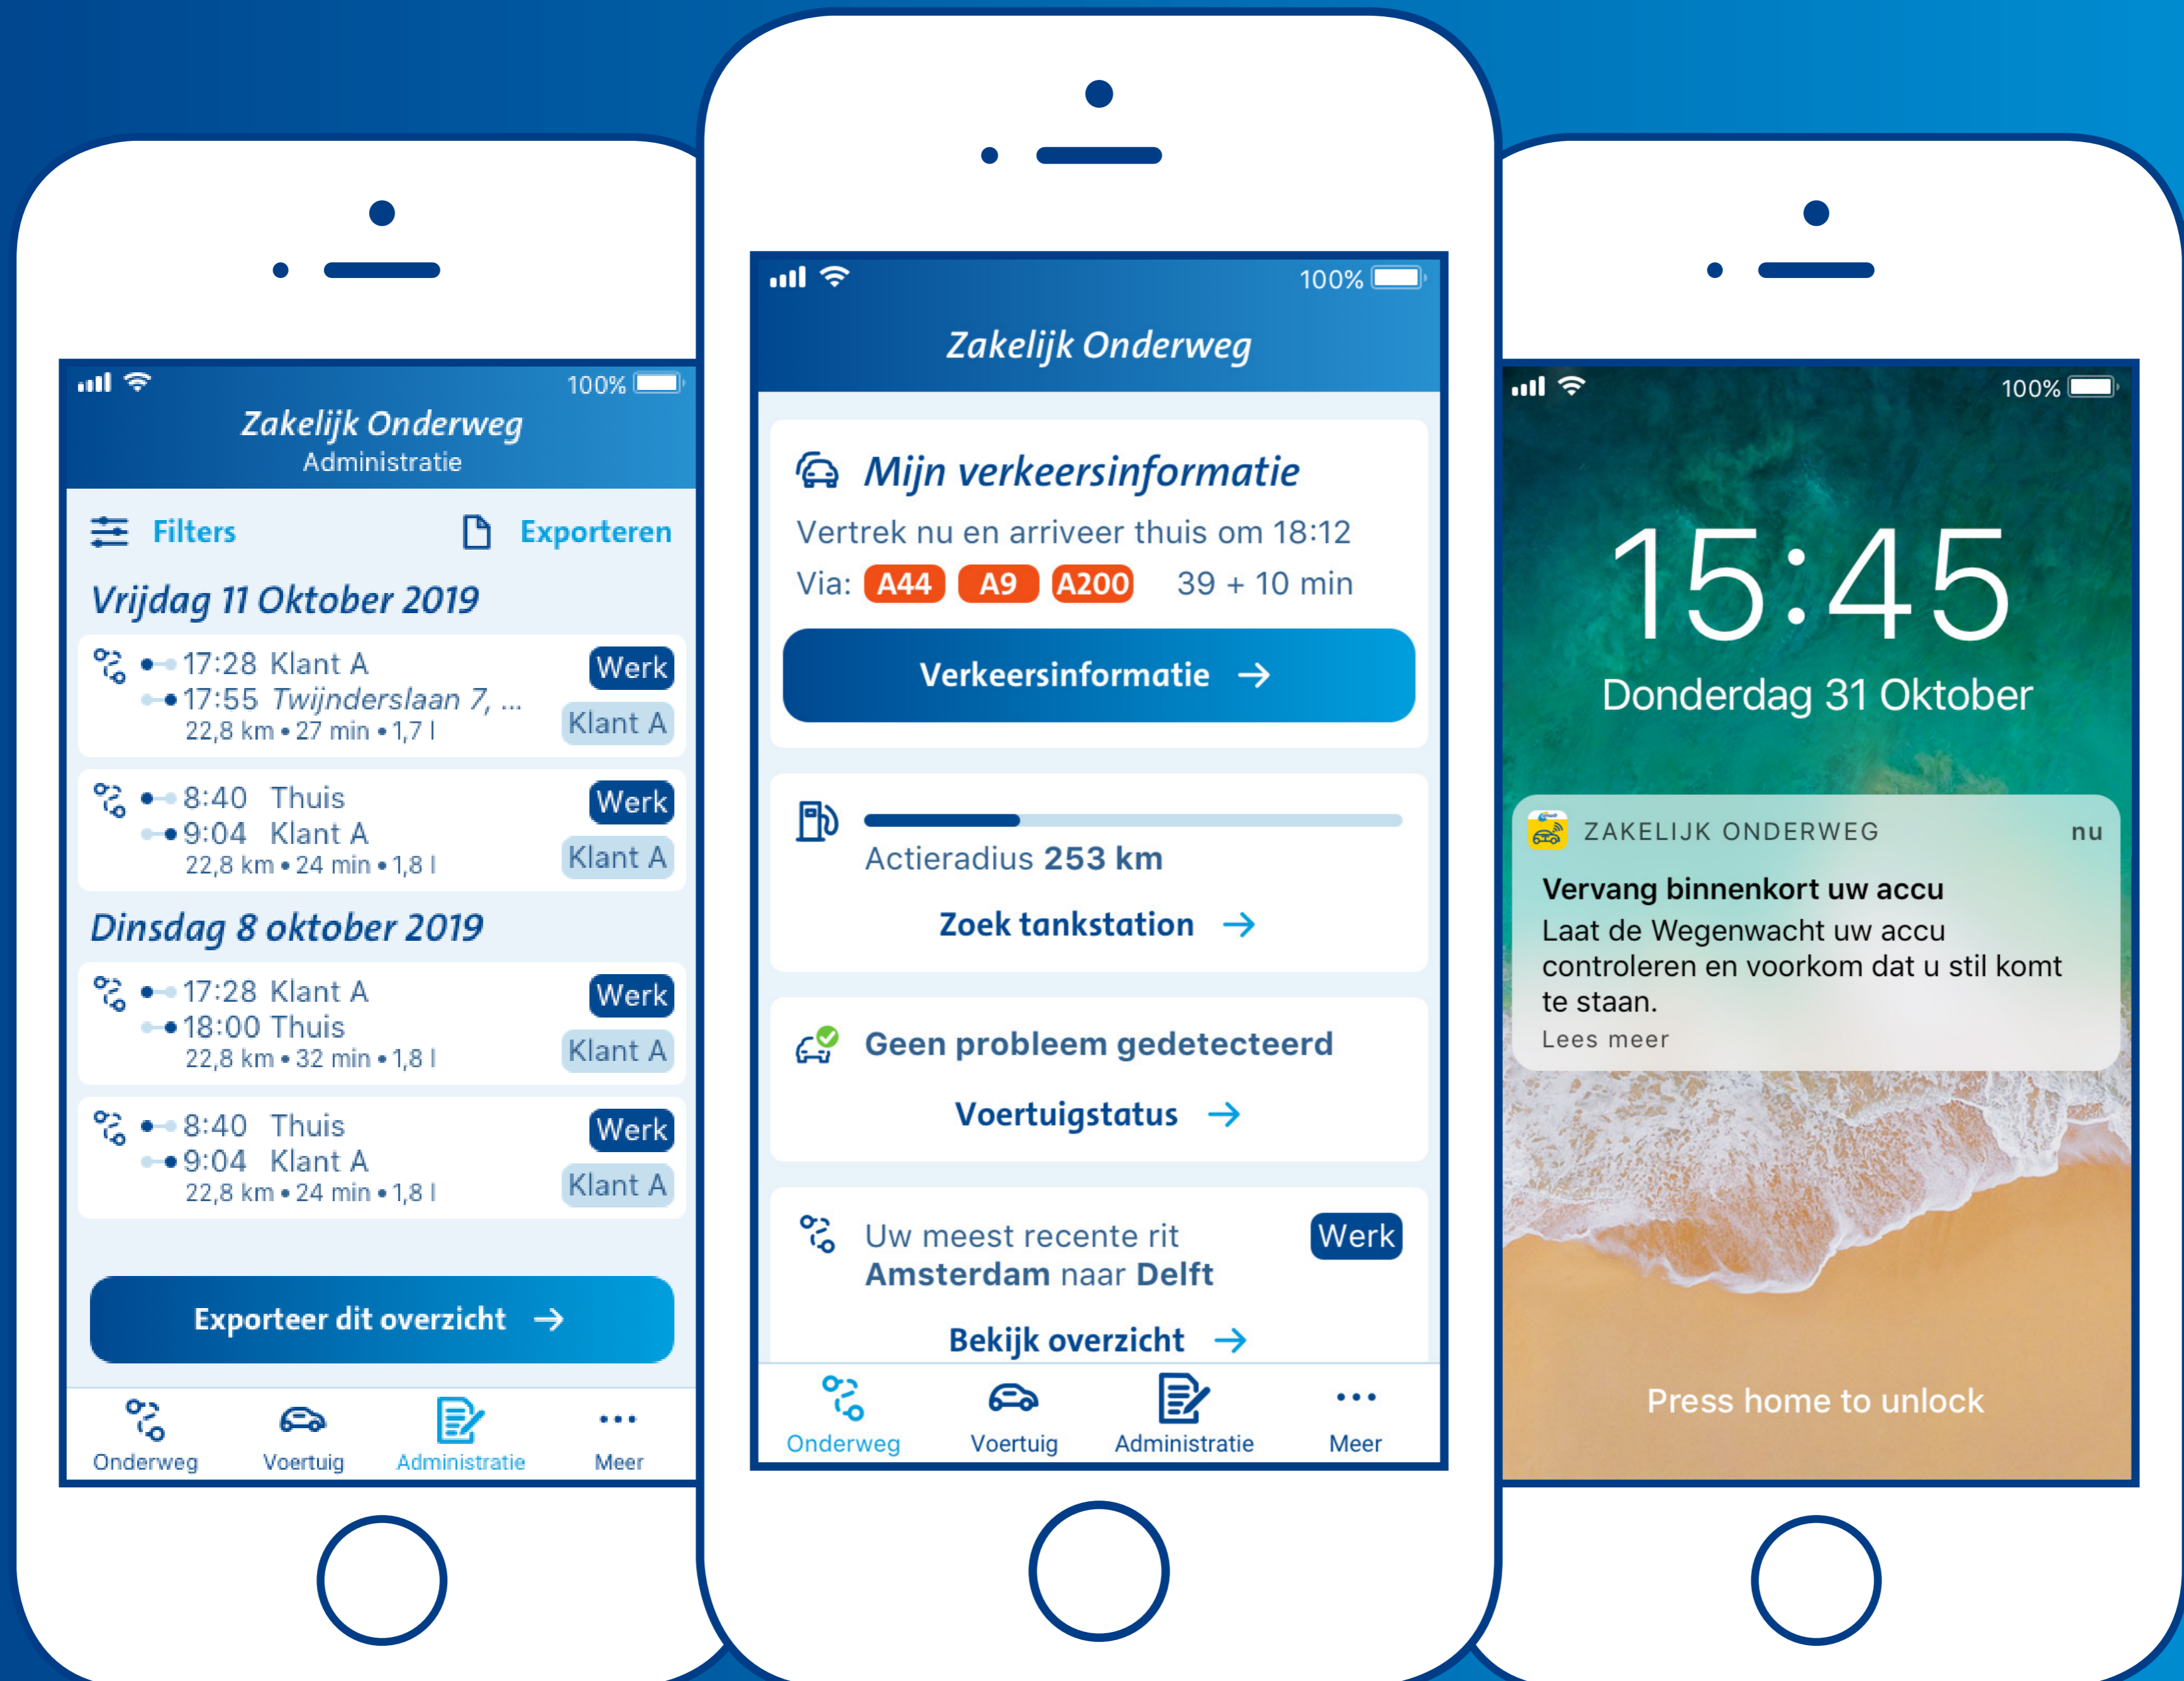 100%
Zakelijk Onderweg
Administratie
Filters Exporteren
Vrijdag 11 Oktober 2019
17:28 Klant A Werk
17:55 Twijnderslaan 7, ...
22,8 km • 27 min • 1,7 l Klant A
8:40 Thuis Werk
9:04 Klant A
22,8 km • 24 min • 1,8 l Klant A
Dinsdag 8 oktober 2019
17:28 Klant A Werk
18:00 Thuis
22,8 km • 32 min • 1,8 l Klant A
8:40 Thuis Werk
9:04 Klant A
22,8 km • 24 min • 1,8 l Klant A
Exporteer dit overzicht →
Onderweg Voertuig Administratie Meer
100%
Zakelijk Onderweg
Mijn verkeersinformatie
Vertrek nu en arriveer thuis om 18:12
Via: A44 A9 A200 39 + 10 min
Verkeersinformatie →
Actieradius 253 km
Zoek tankstation →
Geen probleem gedetecteerd
Voertuigstatus →
Uw meest recente rit Werk
Amsterdam naar Delft
Bekijk overzicht →
Onderweg Voertuig Administratie Meer
100%
15:45
Donderdag 31 Oktober
ZAKELIJK ONDERWEG nu
Vervang binnenkort uw accu
Laat de Wegenwacht uw accu
controleren en voorkom dat u stil komt
te staan.
Lees meer
Press home to unlock